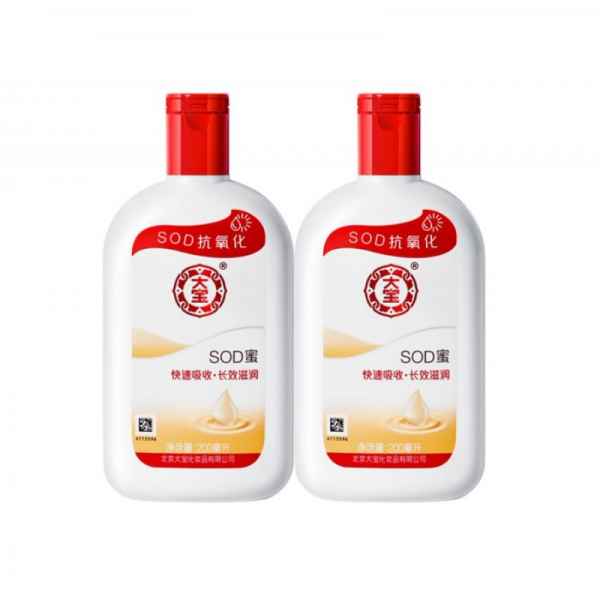 SOD抗氧化
大宝
®
SOD蜜
快速吸收·长效滋润
净含量:200毫升
北京大宝化妆品有限公司
SOD抗氧化
大宝
®
SOD蜜
快速吸收·长效滋润
净含量:200毫升
北京大宝化妆品有限公司